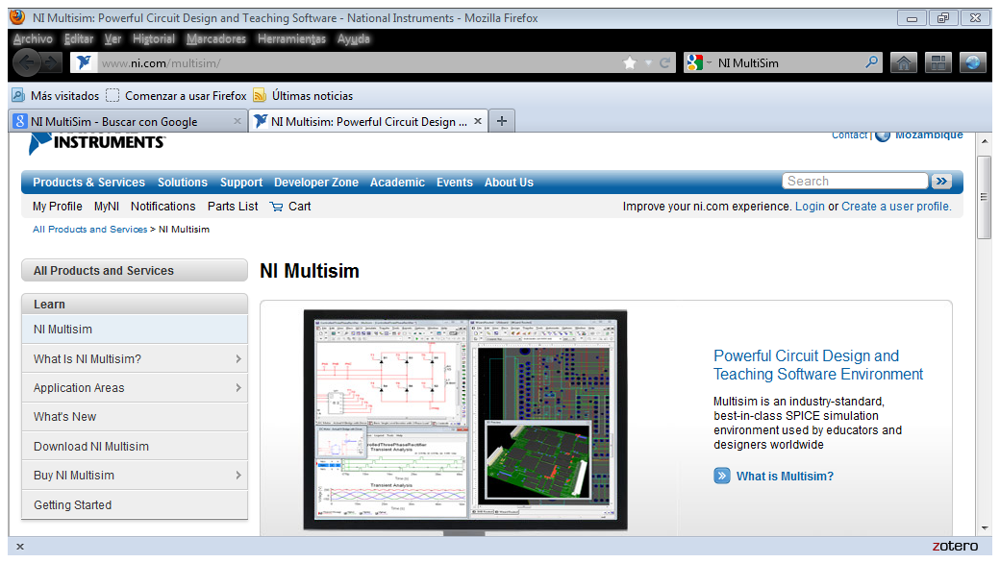 NI Multisim: Powerful Circuit Design and Teaching Software - National Instruments - Mozilla Firefox
Archivo Editar Ver Historial Marcadores Herramientas Ayuda
www.ni.com/multisim/ NI MultiSim
Más visitados Comenzar a usar Firefox Últimas noticias
NI MultiSim - Buscar con Google NI Multisim: Powerful Circuit Design ...
INSTRUMENTS Contact | Mozambique
Products & Services Solutions Support Developer Zone Academic Events About Us Search
My Profile MyNI Notifications Parts List Cart Improve your ni.com experience. Login or Create a user profile.
All Products and Services > NI Multisim
All Products and Services
NI Multisim
Learn
NI Multisim
What Is NI Multisim?
Application Areas
What's New
Download NI Multisim
Buy NI Multisim
Getting Started
Transient Analysis
Transient Analysis
Powerful Circuit Design and
Teaching Software Environment
Multisim is an industry-standard,
best-in-class SPICE simulation
environment used by educators and
designers worldwide
What is Multisim?
zotero